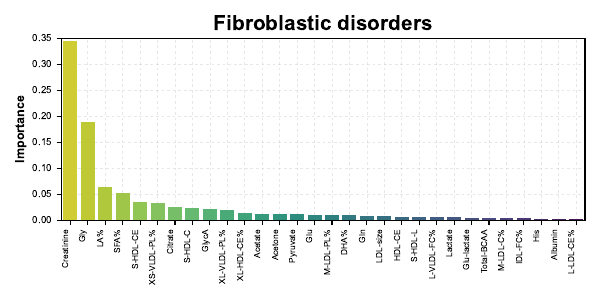 Fibroblastic disorders
Importance
0.35
0.30
0.25
0.20
0.15
0.10
0.05
0.00
Creatinine
Gly
LA%
SFA%
S-HDL-CE
XS-VLDL-PL%
Citrate
S-HDL-C
GlycA
XL-VLDL-PL%
XL-HDL-CE%
Acetate
Acetone
Pyruvate
Glu
M-LDL-PL%
DHA%
Gln
LDL-size
HDL-CE
S-HDL-L
L-VLDL-FC%
Lactate
Glu-lactate
Total-BCAA
M-LDL-C%
IDL-FC%
His
Albumin
L-LDL-CE%